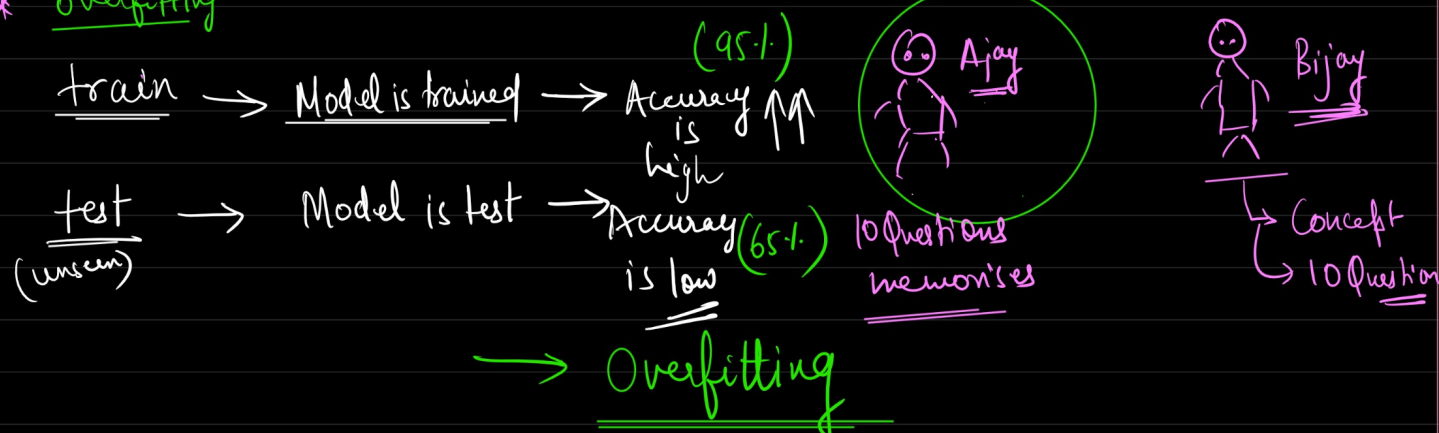 * Overfitting
train → Model is trained → Accuracy is high ↑↑ (95%)
test (unseen) → Model is test → Accuracy is low (65%)
→ Overfitting
Ajay
10 Questions
memorises
Bijay
Concept
10 Question